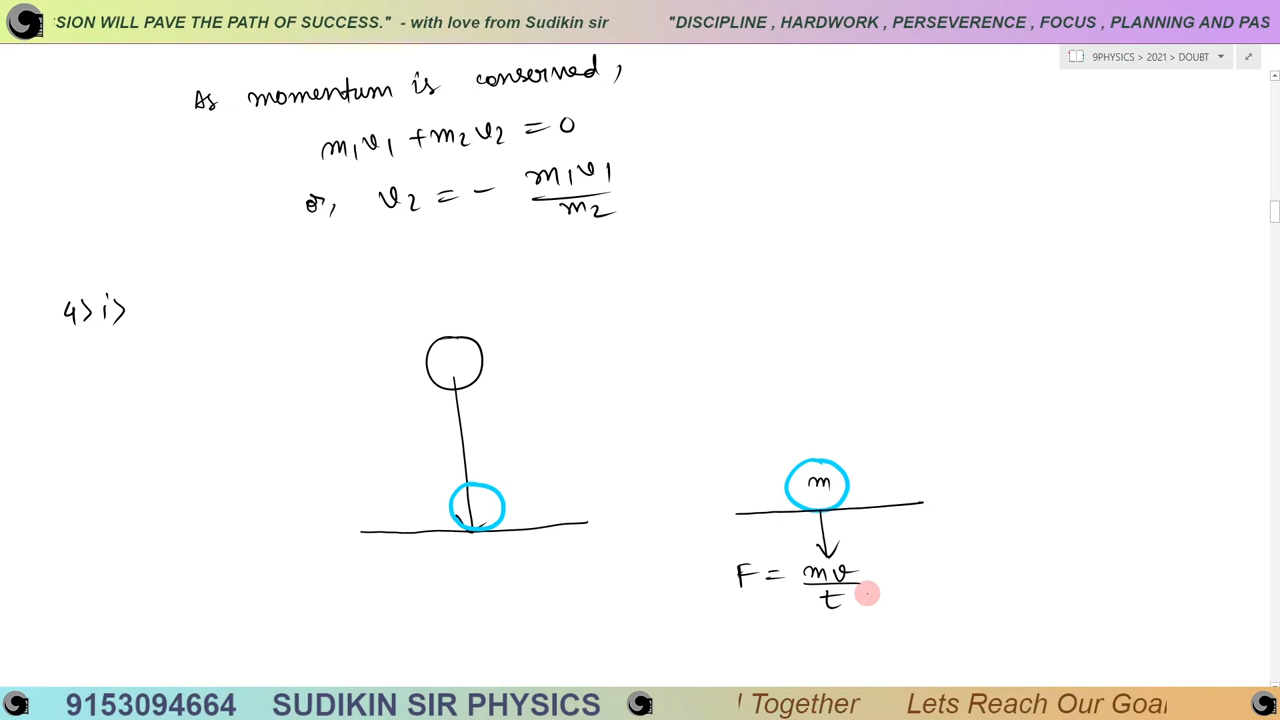 SION WILL PAVE THE PATH OF SUCCESS." - with love from Sudikin sir "DISCIPLINE , HARDWORK , PERSEVERENCE , FOCUS , PLANNING AND PAS
9PHYSICS > 2021 > DOUBT
As momentum is conserved,
m₁v₁ + m₂v₂ = 0
or, v₂ = - m₁v₁/m₂
4> i>
m
F = mv/t
9153094664 SUDIKIN SIR PHYSICS l Together Lets Reach Our Goal